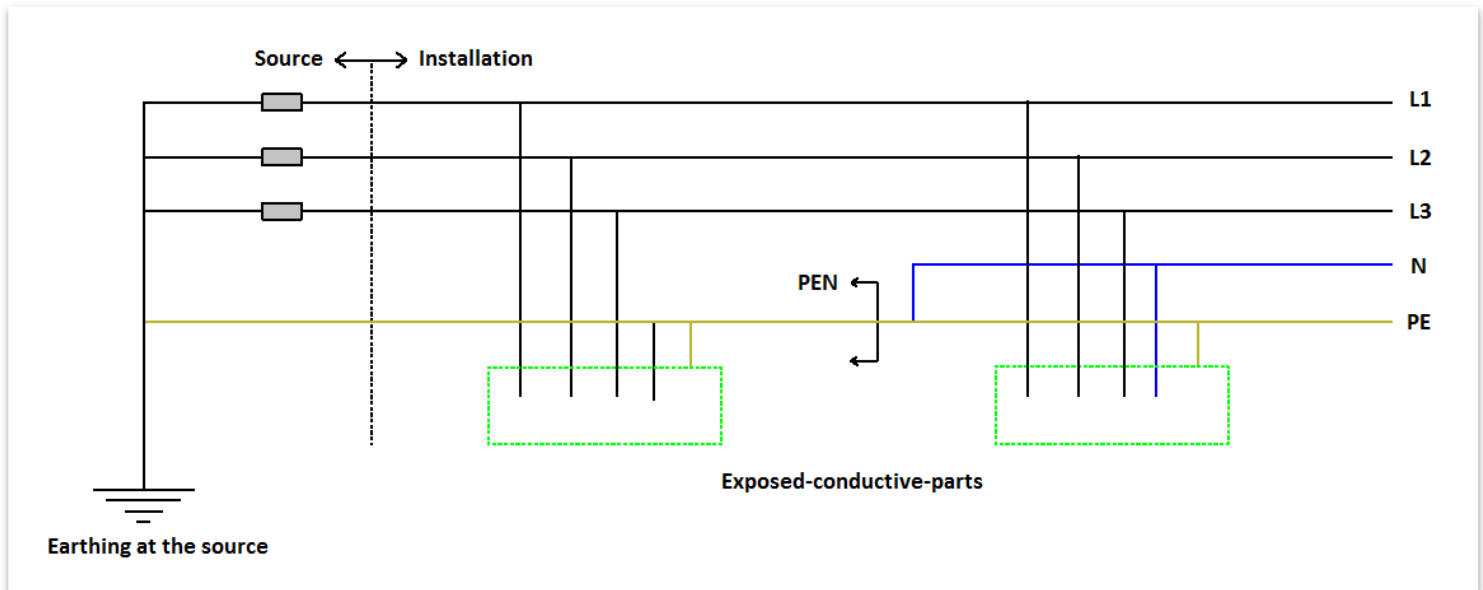 Source
Installation
L1
L2
L3
N
PEN
PE
Exposed-conductive-parts
Earthing at the source